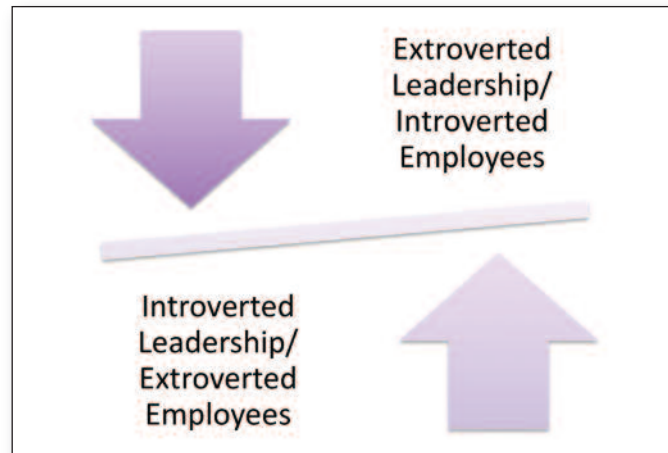 Extroverted
Leadership/
Introverted
Employees
Introverted
Leadership/
Extroverted
Employees